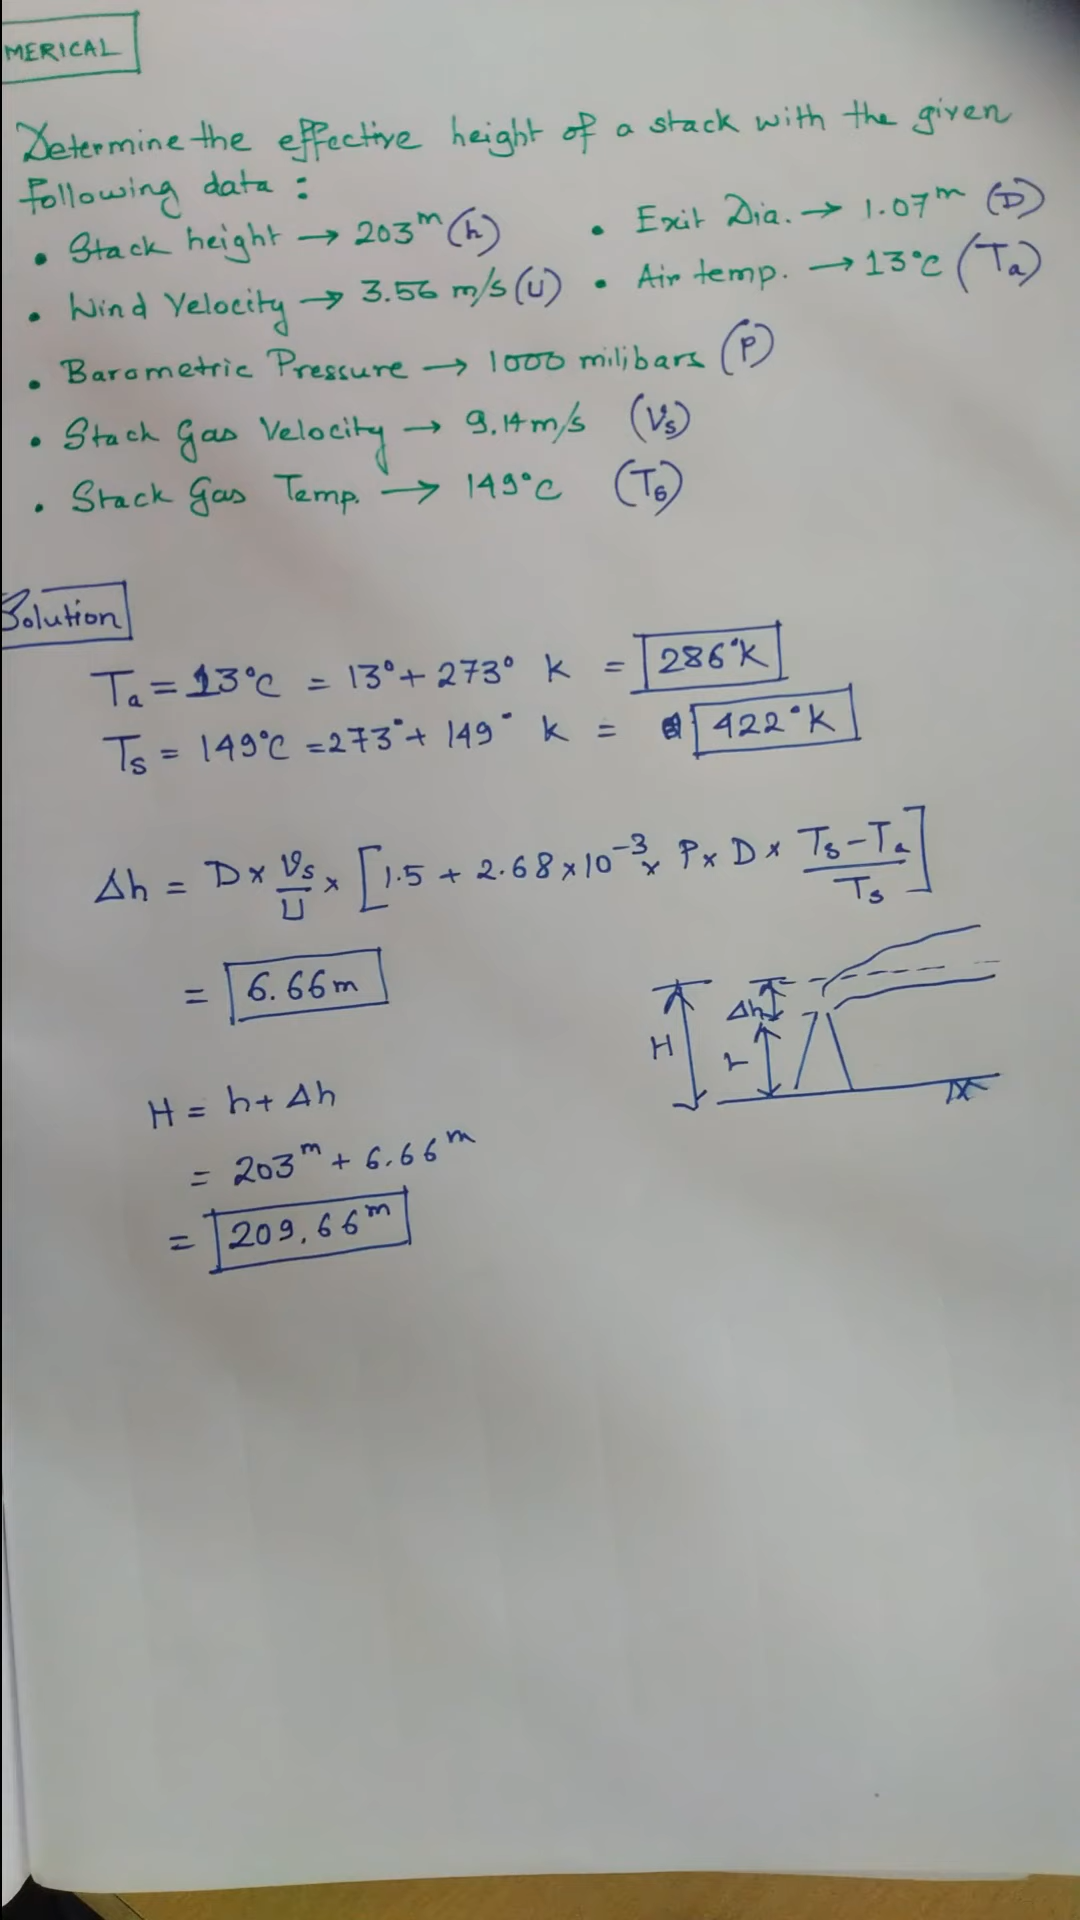 MERICAL
Determine the effective height of a stack with the given
following data :
• Stack height → 203m (h) • Exit Dia. → 1.07m (D)
• Wind Velocity → 3.56 m/s (U) • Air temp. → 13°C (Ta)
• Barometric Pressure → 1000 milibars (P)
• Stack Gas Velocity → 9.14 m/s (Vs)
• Stack Gas Temp. → 149°C (Ts)
Solution
Ta = 13°C = 13° + 273° K = 286°K
Ts = 149°C = 273° + 149° K = 422°K
Δh = D × Vs/U × [1.5 + 2.68 × 10⁻³ × P × D × Ts-Ta/Ts]
= 6.66m
H
Δh
h
H = h + Δh
= 203m + 6.66m
= 209.66m